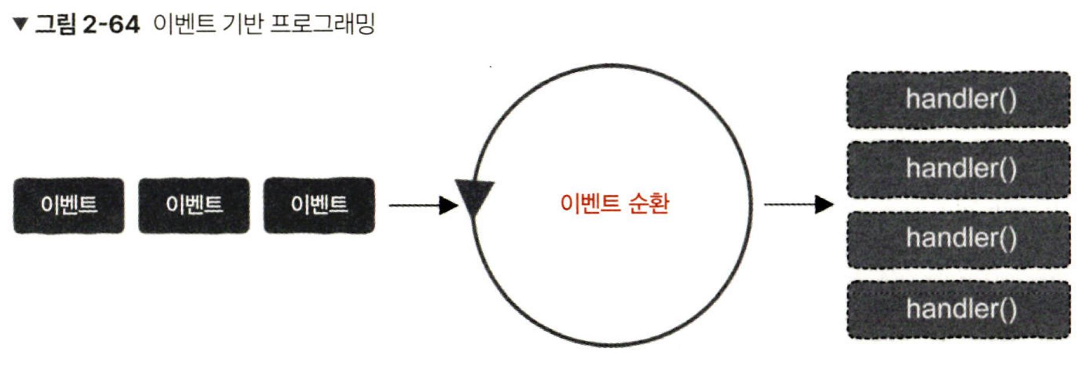 ▼ 그림 2-64 이벤트 기반 프로그래밍
이벤트 이벤트 이벤트
이벤트 순환
handler()
handler()
handler()
handler()